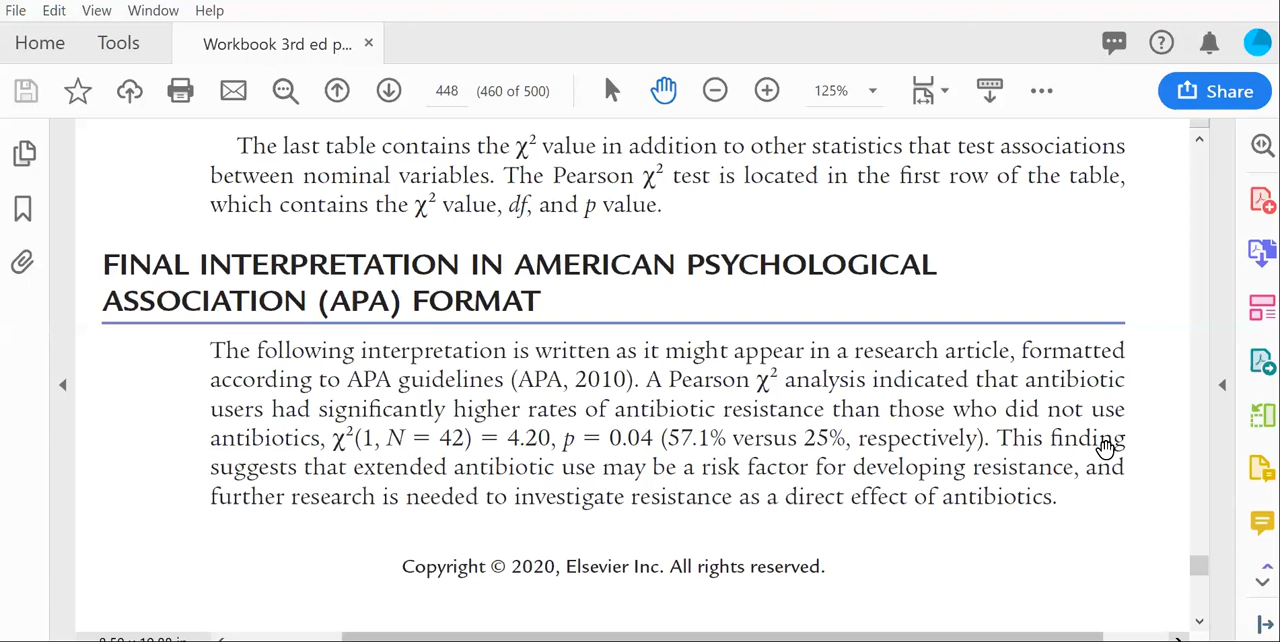 File Edit View Window Help
Home Tools Workbook 3rd ed p... ×
448 (460 of 500) 125% Share
The last table contains the χ² value in addition to other statistics that test associations
between nominal variables. The Pearson χ² test is located in the first row of the table,
which contains the χ² value, df, and p value.
FINAL INTERPRETATION IN AMERICAN PSYCHOLOGICAL
ASSOCIATION (APA) FORMAT
The following interpretation is written as it might appear in a research article, formatted
according to APA guidelines (APA, 2010). A Pearson χ² analysis indicated that antibiotic
users had significantly higher rates of antibiotic resistance than those who did not use
antibiotics, χ²(1, N = 42) = 4.20, p = 0.04 (57.1% versus 25%, respectively). This finding
suggests that extended antibiotic use may be a risk factor for developing resistance, and
further research is needed to investigate resistance as a direct effect of antibiotics.
Copyright © 2020, Elsevier Inc. All rights reserved.